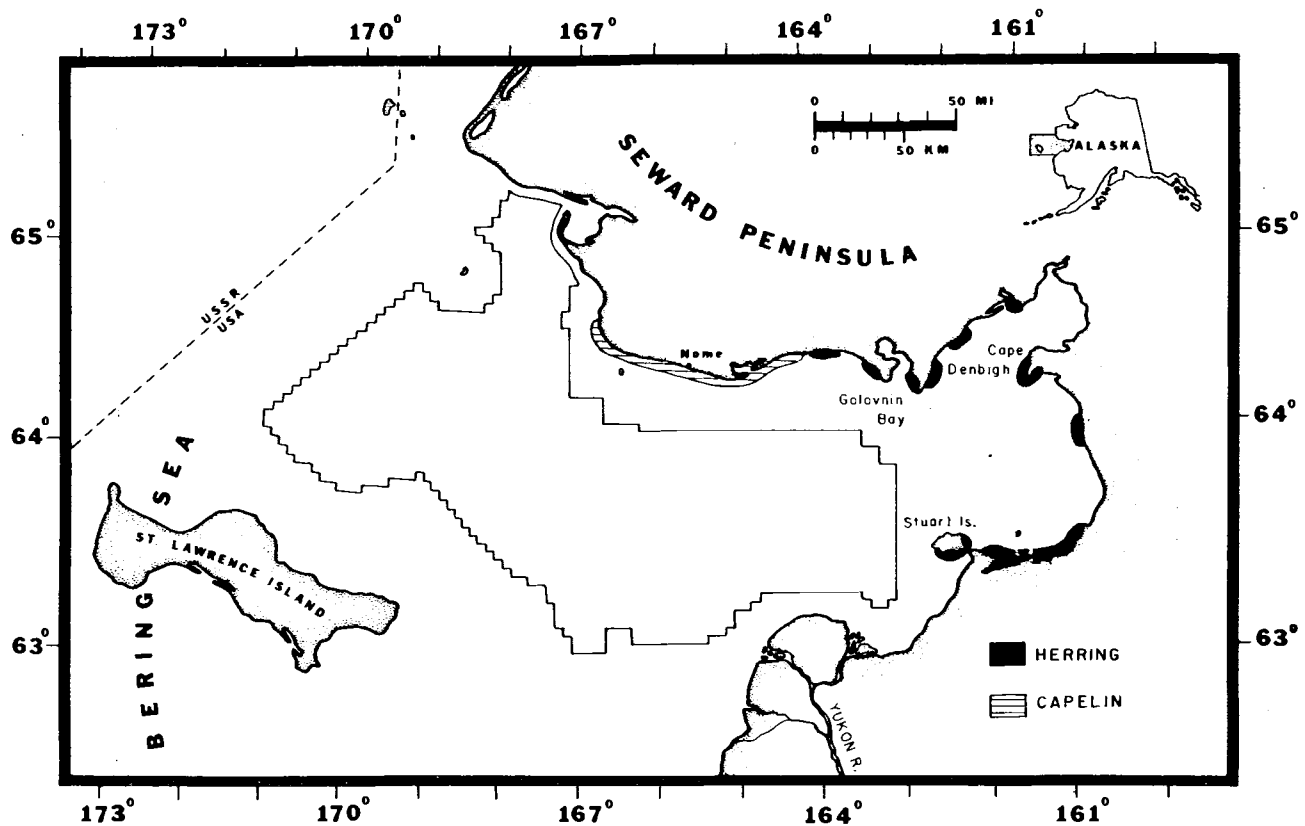 173° 170° 167° 164° 161°
0 50 MI
0 50 KM
ALASKA
SEWARD PENINSULA
65° 65°
USSR
USA
Nome
Cape
Denbigh
Golovnin
Bay
64° 64°
BERING SEA
ST. LAWRENCE ISLAND
Stuart Is.
63° 63°
HERRING
CAPELIN
YUKON R.
173° 170° 167° 164° 161°